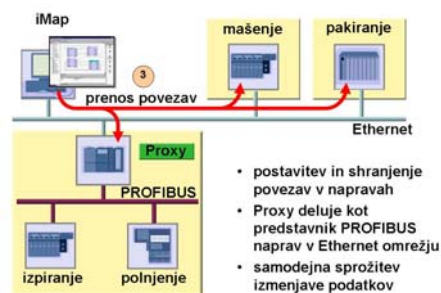 iMap
mašenje
pakiranje
3
prenos povezav
Ethernet
Proxy
PROFIBUS
izpiranje
polnjenje
• postavitev in shranjenje
povezav v napravah
• Proxy deluje kot
predstavnik PROFIBUS
naprav v Ethernet omrežju
• samodejna sprožitev
izmenjave podatkov